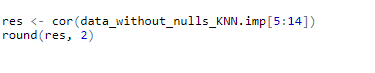 res <- cor(data_without_nulls_KNN.imp[5:14])
round(res, 2)